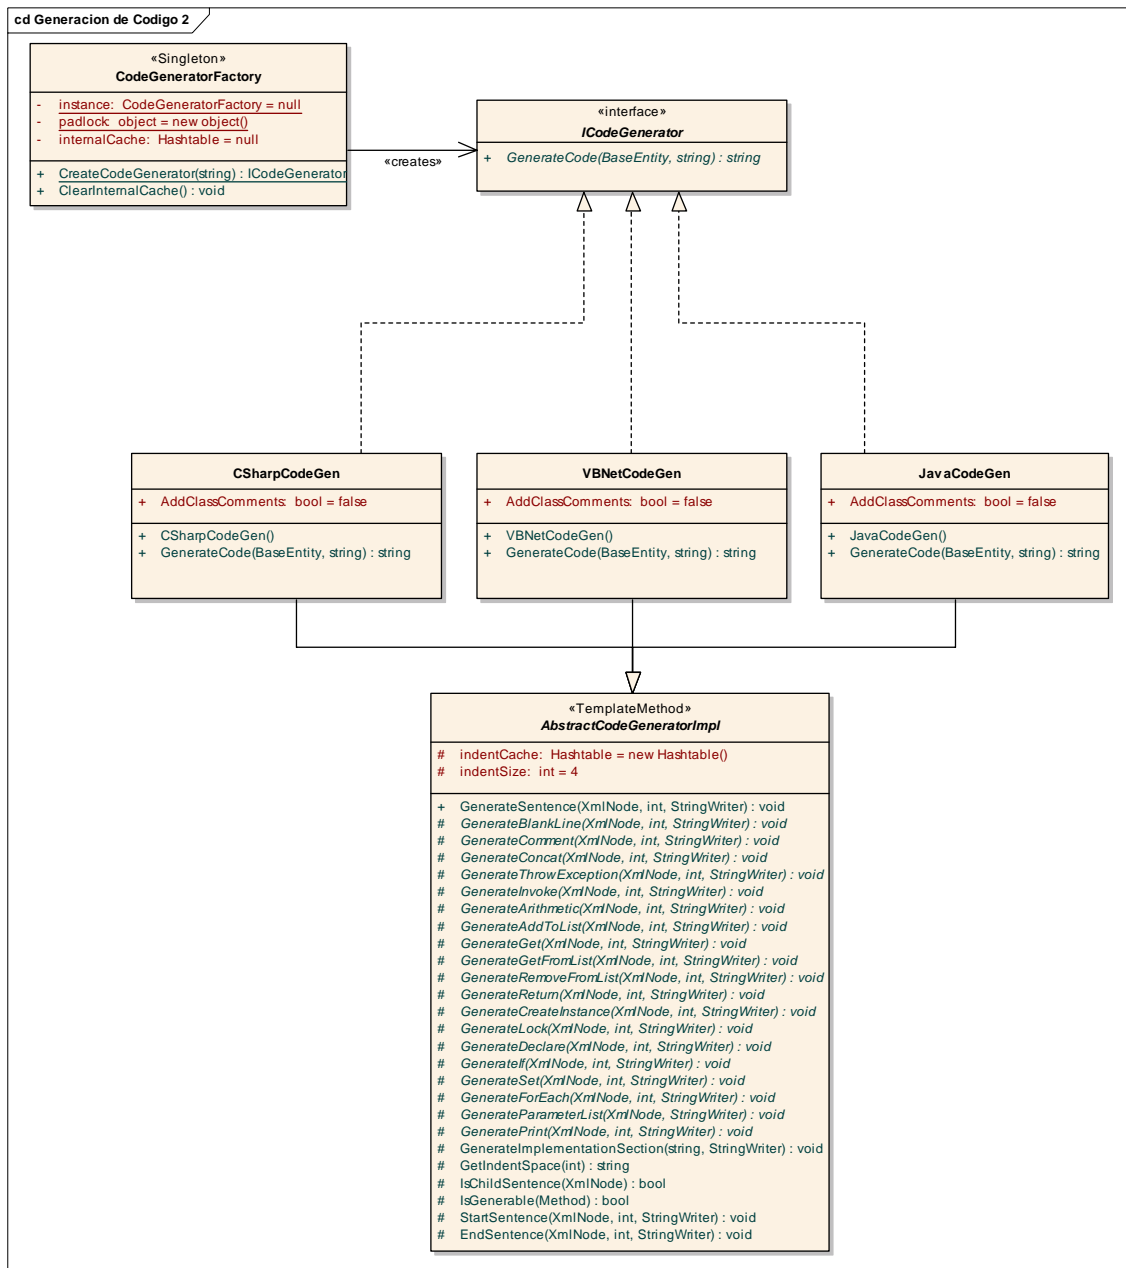 cd Generacion de Codigo 2
«Singleton»
CodeGeneratorFactory
- instance: CodeGeneratorFactory = null
- padlock: object = new object()
- internalCache: Hashtable = null
+ CreateCodeGenerator(string) : ICodeGenerator
+ ClearInternalCache() : void
«creates»
«interface»
ICodeGenerator
+ GenerateCode(BaseEntity, string) : string
CSharpCodeGen
+ AddClassComments: bool = false
+ CSharpCodeGen()
+ GenerateCode(BaseEntity, string) : string
VBNetCodeGen
+ AddClassComments: bool = false
+ VBNetCodeGen()
+ GenerateCode(BaseEntity, string) : string
JavaCodeGen
+ AddClassComments: bool = false
+ JavaCodeGen()
+ GenerateCode(BaseEntity, string) : string
«TemplateMethod»
AbstractCodeGeneratorImpl
# indentCache: Hashtable = new Hashtable()
# indentSize: int = 4
+ GenerateSentence(XmlNode, int, StringWriter) : void
# GenerateBlankLine(XmlNode, int, StringWriter) : void
# GenerateComment(XmlNode, int, StringWriter) : void
# GenerateConcat(XmlNode, int, StringWriter) : void
# GenerateThrowException(XmlNode, int, StringWriter) : void
# GenerateInvoke(XmlNode, int, StringWriter) : void
# GenerateArithmetic(XmlNode, int, StringWriter) : void
# GenerateAddToList(XmlNode, int, StringWriter) : void
# GenerateGet(XmlNode, int, StringWriter) : void
# GenerateGetFromList(XmlNode, int, StringWriter) : void
# GenerateRemoveFromList(XmlNode, int, StringWriter) : void
# GenerateReturn(XmlNode, int, StringWriter) : void
# GenerateCreateInstance(XmlNode, int, StringWriter) : void
# GenerateLock(XmlNode, int, StringWriter) : void
# GenerateDeclare(XmlNode, int, StringWriter) : void
# GenerateIf(XmlNode, int, StringWriter) : void
# GenerateSet(XmlNode, int, StringWriter) : void
# GenerateForEach(XmlNode, int, StringWriter) : void
# GenerateParameterList(XmlNode, StringWriter) : void
# GeneratePrint(XmlNode, int, StringWriter) : void
# GenerateImplementationSection(string, StringWriter) : void
# GetIndentSpace(int) : string
# IsChildSentence(XmlNode) : bool
# IsGenerable(Method) : bool
# StartSentence(XmlNode, int, StringWriter) : void
# EndSentence(XmlNode, int, StringWriter) : void